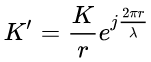 $K' = \frac{K}{r} e^{j\frac{2\pi r}{\lambda}}$